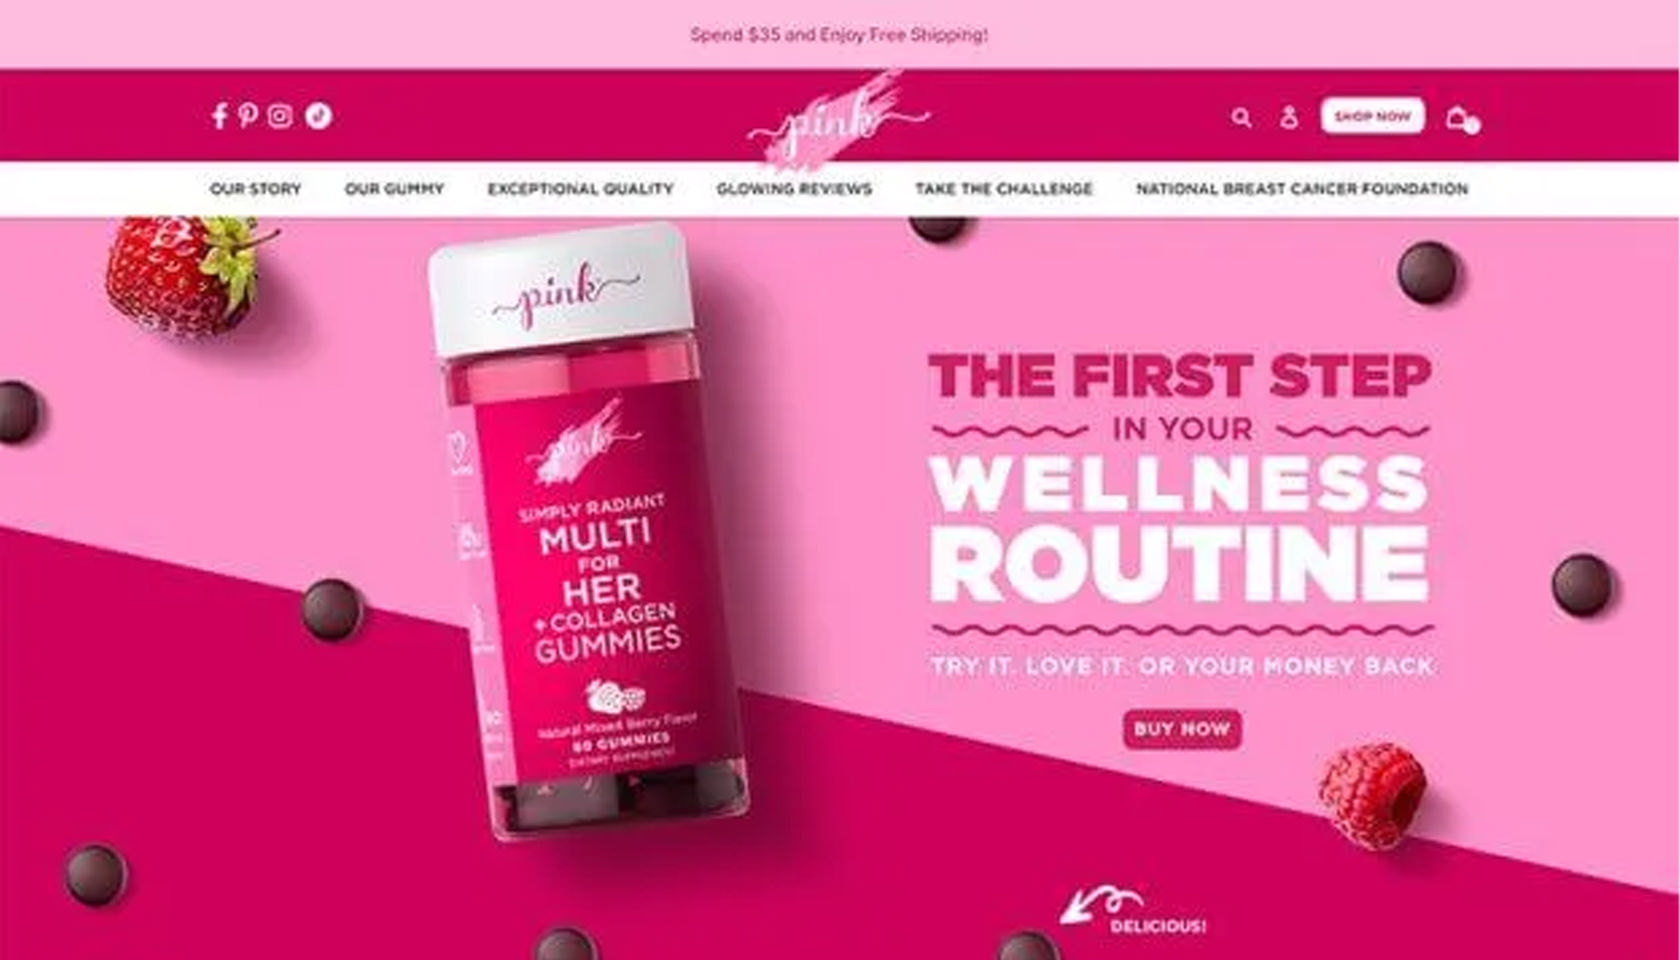 Spend $35 and Enjoy Free Shipping!
pink
SHOP NOW
OUR STORY
OUR GUMMY
EXCEPTIONAL QUALITY
GLOWING REVIEWS
TAKE THE CHALLENGE
NATIONAL BREAST CANCER FOUNDATION
pink
pink
SIMPLY RADIANT
MULTI
FOR
HER
+COLLAGEN
GUMMIES
Natural Mixed Berry Flavor
60 GUMMIES
DIETARY SUPPLEMENT
THE FIRST STEP
IN YOUR
WELLNESS
ROUTINE
TRY IT. LOVE IT. OR YOUR MONEY BACK.
BUY NOW
DELICIOUS!